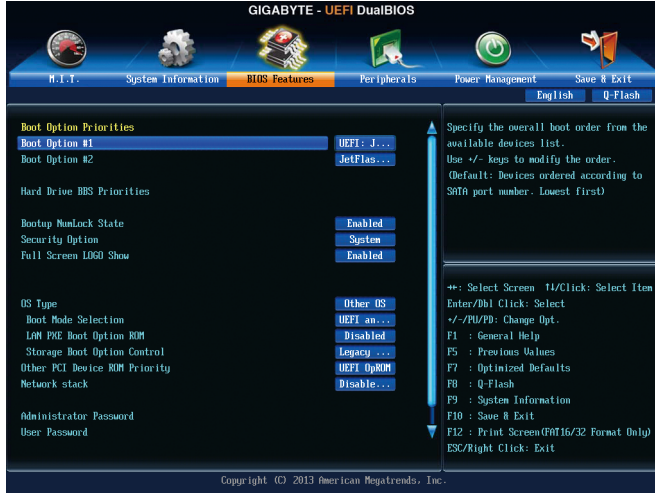 GIGABYTE - UEFI DualBIOS
M.I.T. System Information BIOS Features Peripherals Power Management Save & Exit
English Q-Flash
Boot Option Priorities
Boot Option #1 UEFI: J...
Boot Option #2 JetFlas...
Hard Drive BBS Priorities
Bootup NumLock State Enabled
Security Option System
Full Screen LOGO Show Enabled
OS Type Other OS
Boot Mode Selection UEFI an...
LAN PXE Boot Option ROM Disabled
Storage Boot Option Control Legacy ...
Other PCI Device ROM Priority UEFI OpROM
Network stack Disable...
Administrator Password
User Password
Specify the overall boot order from the
available devices list.
Use +/- keys to modify the order.
(Default: Devices ordered according to
SATA port number. Lowest first)
→←: Select Screen ↑↓/Click: Select Item
Enter/Dbl Click: Select
+/-/PU/PD: Change Opt.
F1 : General Help
F5 : Previous Values
F7 : Optimized Defaults
F8 : Q-Flash
F9 : System Information
F10 : Save & Exit
F12 : Print Screen(FAT16/32 Format Only)
ESC/Right Click: Exit
Copyright (C) 2013 American Megatrends, Inc.